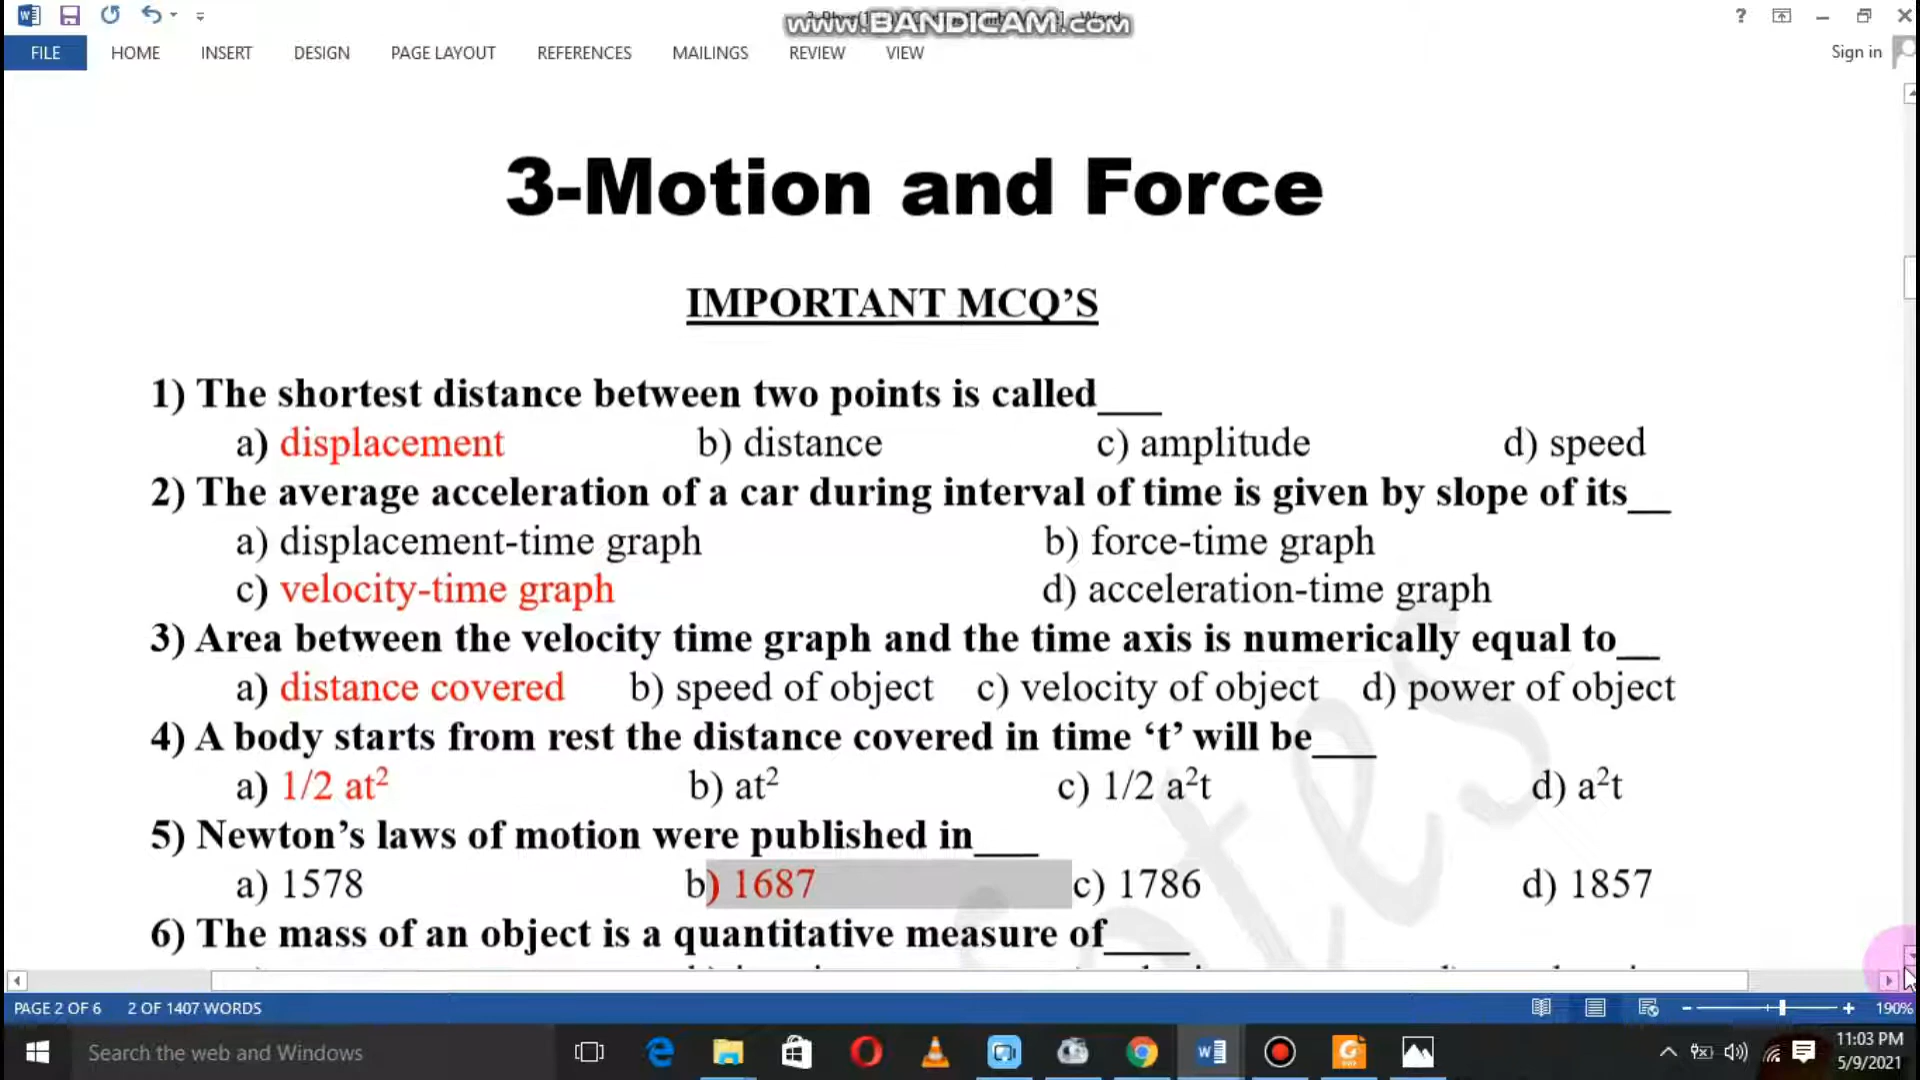 www.BANDICAM.com
?
FILE HOME INSERT DESIGN PAGE LAYOUT REFERENCES MAILINGS REVIEW VIEW Sign in
3-Motion and Force
IMPORTANT MCQ’S
1) The shortest distance between two points is called___
a) displacement b) distance c) amplitude d) speed
2) The average acceleration of a car during interval of time is given by slope of its__
a) displacement-time graph b) force-time graph
c) velocity-time graph d) acceleration-time graph
3) Area between the velocity time graph and the time axis is numerically equal to__
a) distance covered b) speed of object c) velocity of object d) power of object
4) A body starts from rest the distance covered in time ‘t’ will be___
a) 1/2 at² b) at² c) 1/2 a²t d) a²t
5) Newton’s laws of motion were published in___
a) 1578 b) 1687 c) 1786 d) 1857
6) The mass of an object is a quantitative measure of____
PAGE 2 OF 6 2 OF 1407 WORDS 190%
Search the web and Windows
11:03 PM
5/9/2021